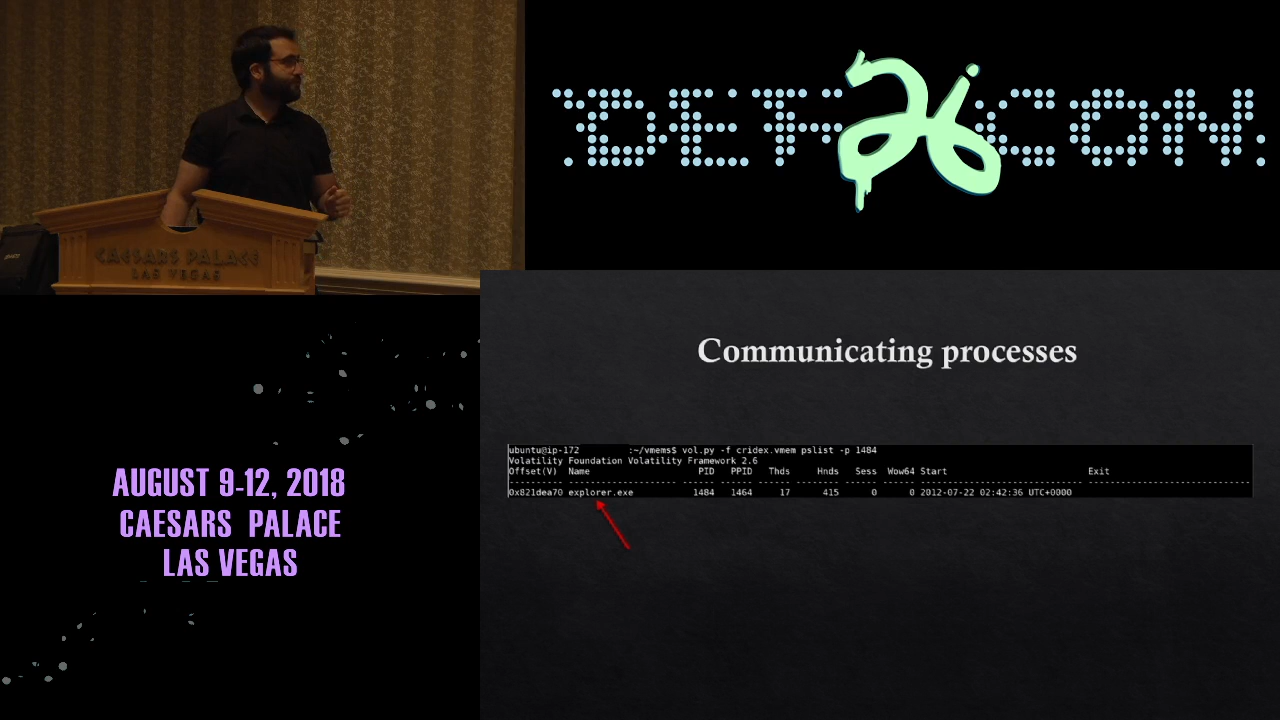 DEF 26 CON
CAESARS PALACE
LAS VEGAS
Communicating processes
ubuntu@ip-172 :~/vmems$ vol.py -f cridex.vmem pslist -p 1484
Volatility Foundation Volatility Framework 2.6
Offset(V) Name PID PPID Thds Hnds Sess Wow64 Start Exit
0x821dea70 explorer.exe 1484 1464 17 415 0 0 2012-07-22 02:42:36 UTC+0000
AUGUST 9-12, 2018
CAESARS PALACE
LAS VEGAS